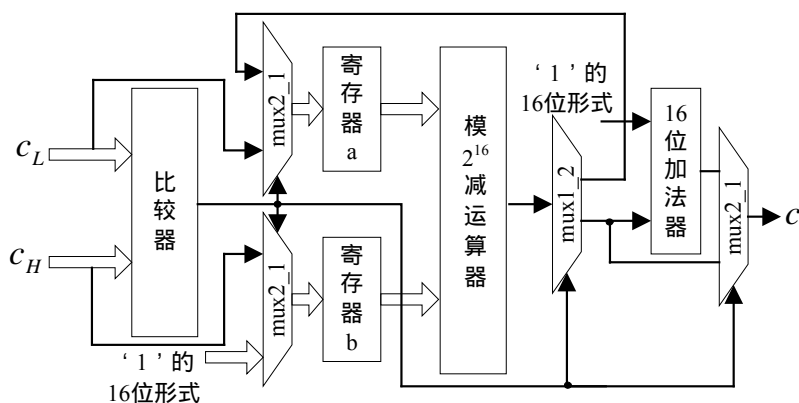 c_L
c_H
比较器
mux2_1
mux2_1
'1'的
16位形式
寄存器
a
寄存器
b
模
2^16
减运算器
mux1_2
'1'的
16位形式
16
位加法器
mux2_1
c